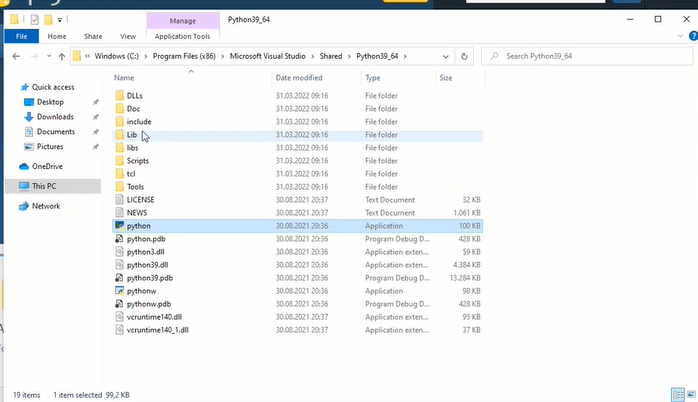 Manage
Python39_64
File
Home
Share
View
Application Tools
Windows (C:) > Program Files (x86) > Microsoft Visual Studio > Shared > Python39_64 >
Search Python39_64
Name Date modified Type Size
Quick access
Desktop
Downloads
Documents
Pictures
OneDrive
This PC
Network
DLLs 31.03.2022 09:16 File folder
Doc 31.03.2022 09:16 File folder
include 31.03.2022 09:16 File folder
Lib 31.03.2022 09:16 File folder
libs 31.03.2022 09:16 File folder
Scripts 31.03.2022 09:16 File folder
tcl 31.03.2022 09:16 File folder
Tools 31.03.2022 09:16 File folder
LICENSE 30.08.2021 20:37 Text Document 32 KB
NEWS 30.08.2021 20:37 Text Document 1.061 KB
python 30.08.2021 20:36 Application 100 KB
python.pdb 30.08.2021 20:36 Program Debug D... 428 KB
python3.dll 30.08.2021 20:36 Application exten... 59 KB
python39.dll 30.08.2021 20:36 Application exten... 4.384 KB
python39.pdb 30.08.2021 20:36 Program Debug D... 13.284 KB
pythonw 30.08.2021 20:36 Application 98 KB
pythonw.pdb 30.08.2021 20:36 Program Debug D... 428 KB
vcruntime140.dll 30.08.2021 20:37 Application exten... 95 KB
vcruntime140_1.dll 30.08.2021 20:37 Application exten... 37 KB
19 items 1 item selected 99,2 KB